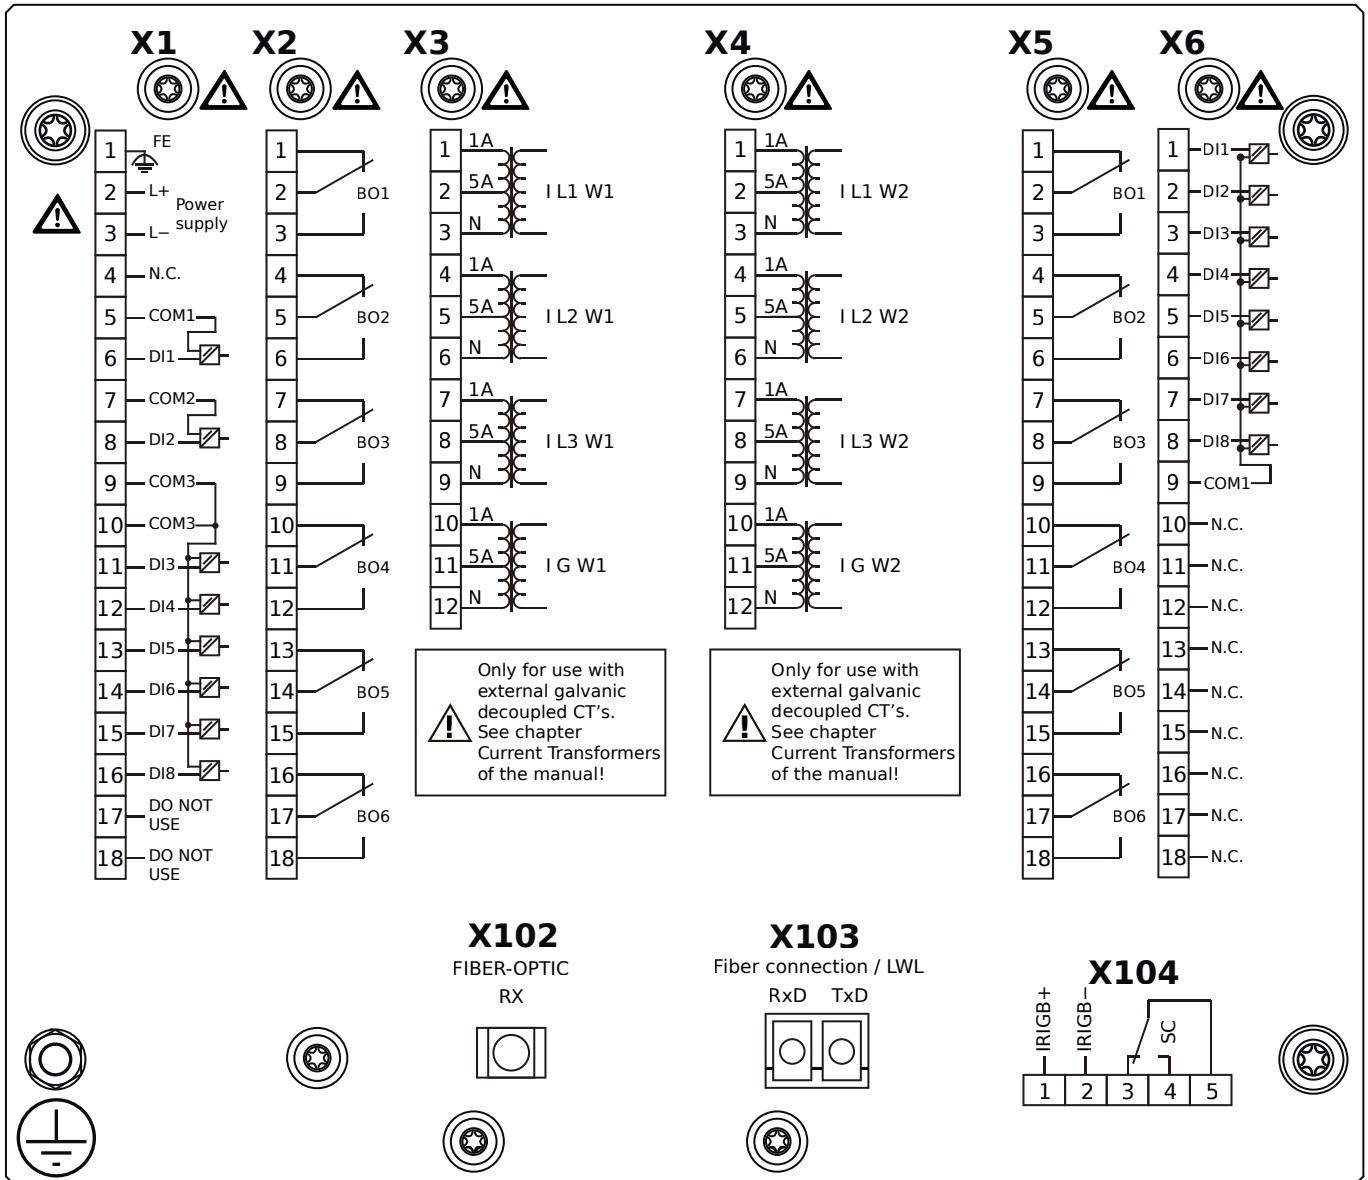 X1 X2 X3 X4 X5 X6
1 FE
2 L+
Power
supply
3 L−
4 N.C.
5 COM1
6 DI1
7 COM2
8 DI2
9 COM3
10 COM3
11 DI3
12 DI4
13 DI5
14 DI6
15 DI7
16 DI8
17 DO NOT
USE
18 DO NOT
USE
1
2 BO1
3
4
5 BO2
6
7
8 BO3
9
10
11 BO4
12
13
14 BO5
15
16
17 BO6
18
1 1A
2 5A I L1 W1
3 N
4 1A
5 5A I L2 W1
6 N
7 1A
8 5A I L3 W1
9 N
10 1A
11 5A I G W1
12 N
Only for use with
external galvanic
decoupled CT's.
See chapter
Current Transformers
of the manual!
1 1A
2 5A I L1 W2
3 N
4 1A
5 5A I L2 W2
6 N
7 1A
8 5A I L3 W2
9 N
10 1A
11 5A I G W2
12 N
Only for use with
external galvanic
decoupled CT's.
See chapter
Current Transformers
of the manual!
1
2 BO1
3
4
5 BO2
6
7
8 BO3
9
10
11 BO4
12
13
14 BO5
15
16
17 BO6
18
1 DI1
2 DI2
3 DI3
4 DI4
5 DI5
6 DI6
7 DI7
8 DI8
9 COM1
10 N.C.
11 N.C.
12 N.C.
13 N.C.
14 N.C.
15 N.C.
16 N.C.
17 N.C.
18 N.C.
X102
FIBER-OPTIC
RX
X103
Fiber connection / LWL
RxD TxD
X104
IRIGB+
IRIGB−
SC
1 2 3 4 5